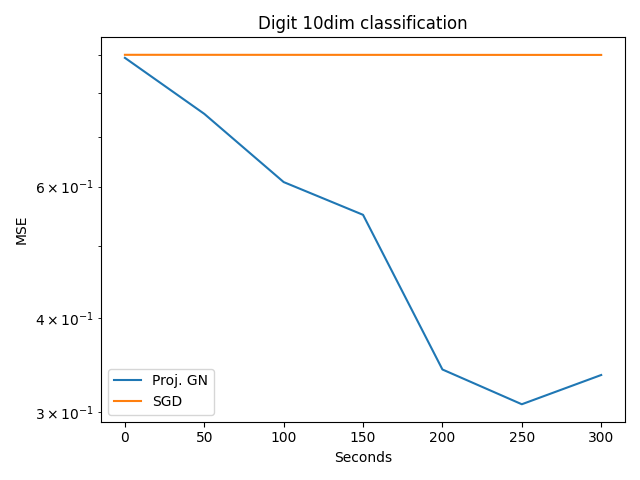 Digit 10dim classification
MSE
6 × 10⁻¹
4 × 10⁻¹
3 × 10⁻¹
Proj. GN
SGD
0 50 100 150 200 250 300
Seconds